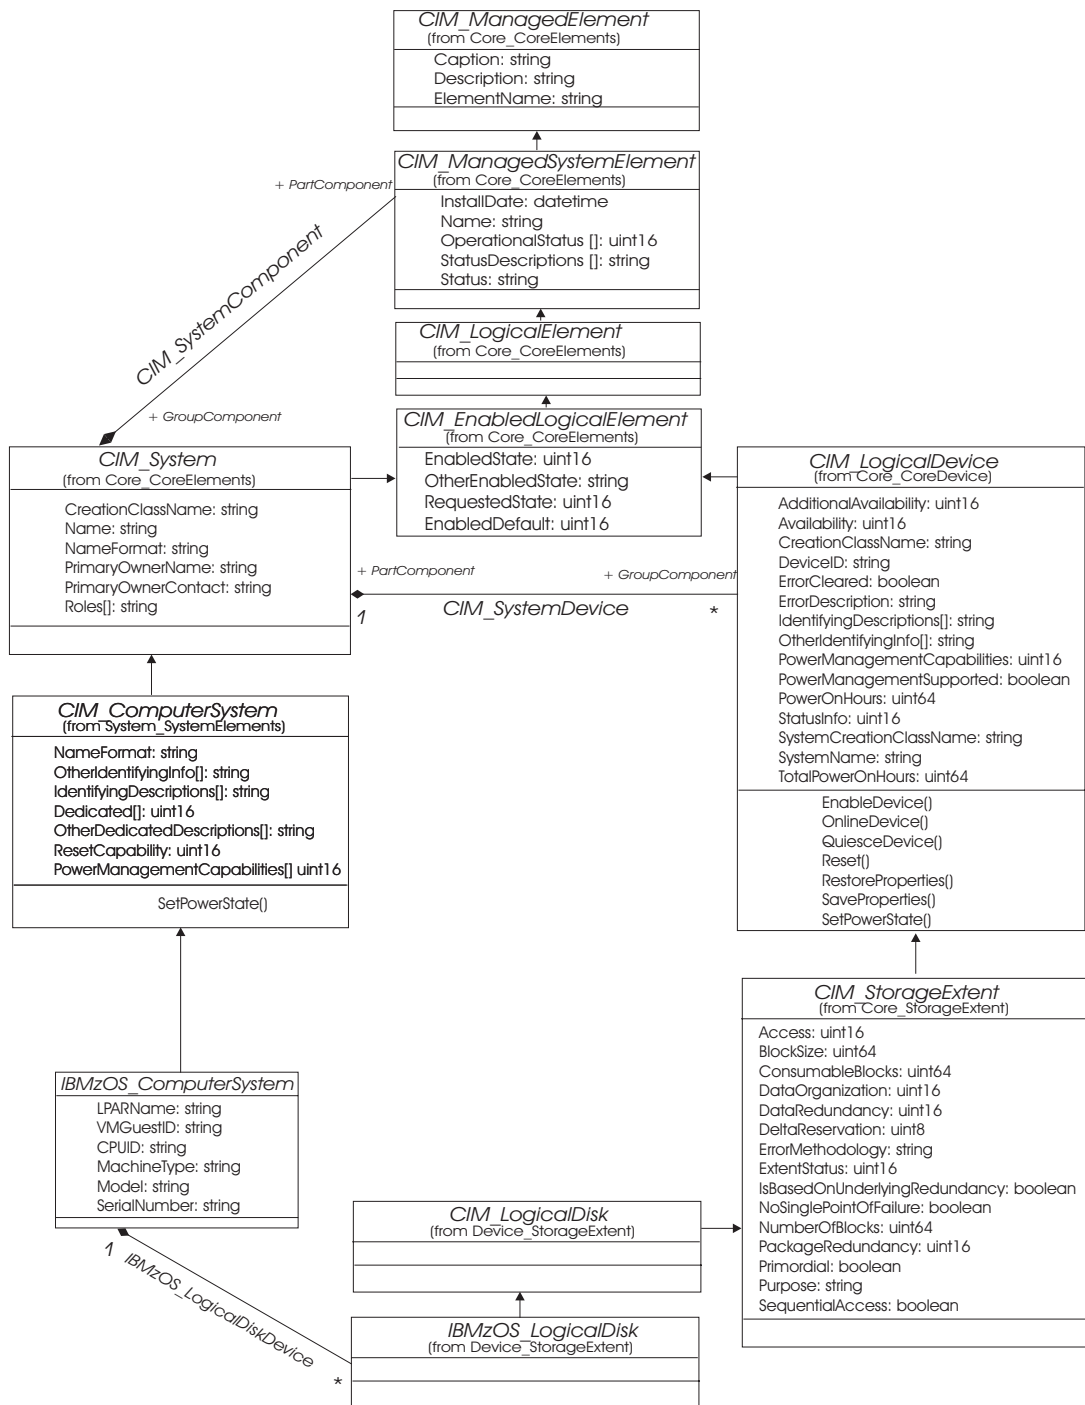 CIM_ManagedElement
(from Core_CoreElements)
Caption: string
Description: string
ElementName: string
CIM_ManagedSystemElement
(from Core_CoreElements)
+ PartComponent
InstallDate: datetime
Name: string
OperationalStatus []: uint16
StatusDescriptions []: string
Status: string
CIM_SystemComponent
CIM_LogicalElement
(from Core_CoreElements)
+ GroupComponent
CIM_EnabledLogicalElement
(from Core_CoreElements)
EnabledState: uint16
OtherEnabledState: string
RequestedState: uint16
EnabledDefault: uint16
CIM_System
(from Core_CoreElements)
CreationClassName: string
Name: string
NameFormat: string
PrimaryOwnerName: string
PrimaryOwnerContact: string
Roles[]: string
+ PartComponent
+ GroupComponent
1
CIM_SystemDevice
*
CIM_LogicalDevice
(from Core_CoreDevice)
AdditionalAvailability: uint16
Availability: uint16
CreationClassName: string
DeviceID: string
ErrorCleared: boolean
ErrorDescription: string
IdentifyingDescriptions[]: string
OtherIdentifyingInfo[]: string
PowerManagementCapabilities: uint16
PowerManagementSupported: boolean
PowerOnHours: uint64
StatusInfo: uint16
SystemCreationClassName: string
SystemName: string
TotalPowerOnHours: uint64
EnableDevice()
OnlineDevice()
QuiesceDevice()
Reset()
RestoreProperties()
SaveProperties()
SetPowerState()
CIM_ComputerSystem
(from System_SystemElements)
NameFormat: string
OtherIdentifyingInfo[]: string
IdentifyingDescriptions[]: string
Dedicated[]: uint16
OtherDedicatedDescriptions[]: string
ResetCapability: uint16
PowerManagementCapabilities[] uint16
SetPowerState()
CIM_StorageExtent
(from Core_StorageExtent)
Access: uint16
BlockSize: uint64
ConsumableBlocks: uint64
DataOrganization: uint16
DataRedundancy: uint16
DeltaReservation: uint8
ErrorMethodology: string
ExtentStatus: uint16
IsBasedOnUnderlyingRedundancy: boolean
NoSinglePointOfFailure: boolean
NumberOfBlocks: uint64
PackageRedundancy: uint16
Primordial: boolean
Purpose: string
SequentialAccess: boolean
IBMzOS_ComputerSystem
LPARName: string
VMGuestID: string
CPUID: string
MachineType: string
Model: string
SerialNumber: string
1
IBMzOS_LogicalDiskDevice
*
CIM_LogicalDisk
(from Device_StorageExtent)
IBMzOS_LogicalDisk
(from Device_StorageExtent)